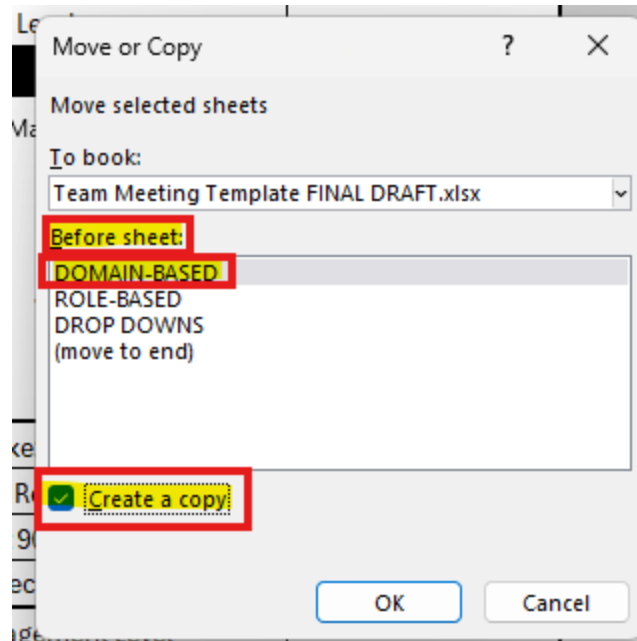 Move or Copy ? ×
Move selected sheets
To book:
Team Meeting Template FINAL DRAFT.xlsx
Before sheet:
DOMAIN-BASED
ROLE-BASED
DROP DOWNS
(move to end)
Create a copy
OK Cancel